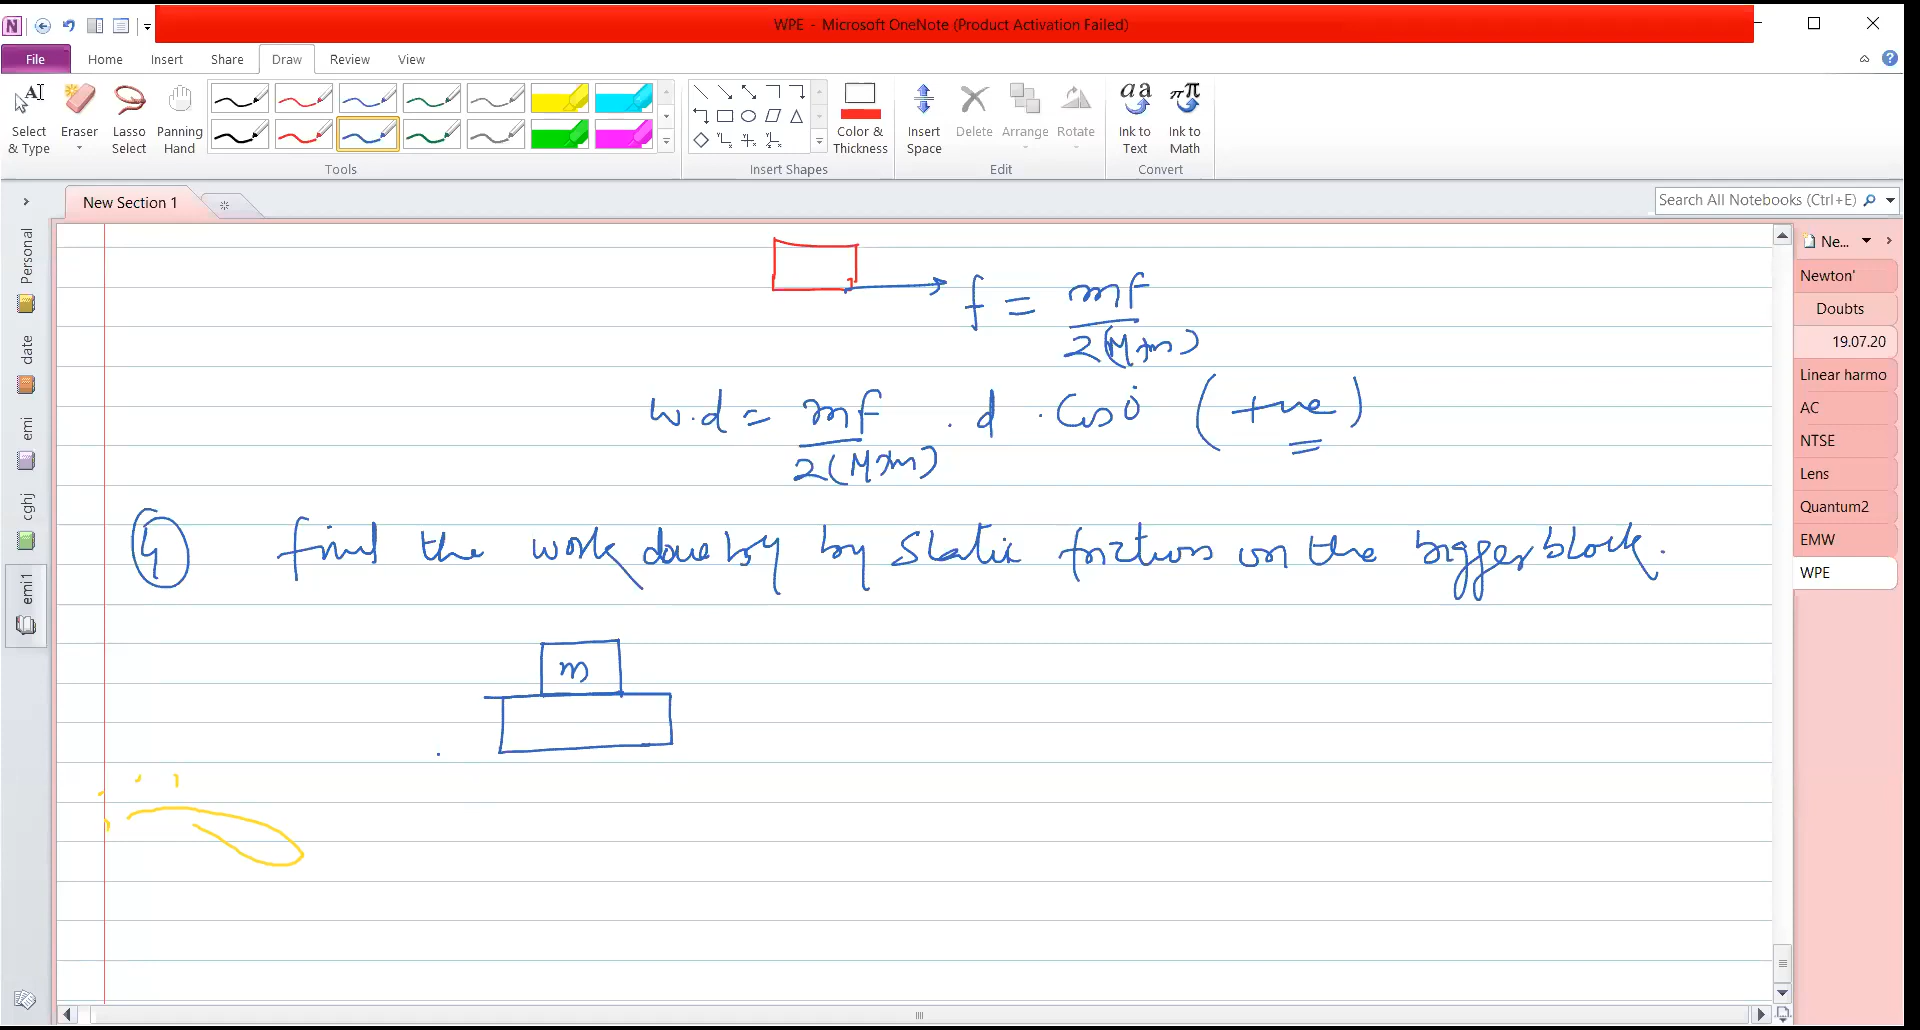 WPE - Microsoft OneNote (Product Activation Failed)
File Home Insert Share Draw Review View
Select & Type
Eraser
Lasso Select
Panning Hand
Color & Thickness
Insert Space
Delete
Arrange
Rotate
Ink to Text
Ink to Math
Tools
Insert Shapes
Edit
Convert
New Section 1
Search All Notebooks (Ctrl+E)
Personal
date
emi
cghj
emi1
Ne...
Newton'
Doubts
19.07.20
Linear harmo
AC
NTSE
Lens
Quantum2
EMW
WPE
f = mF / 2(M+m)
w.d = mF / 2(M+m) . d . Cos 0 (+ve)
4 find the work done by by Static friction on the bigger block.
m